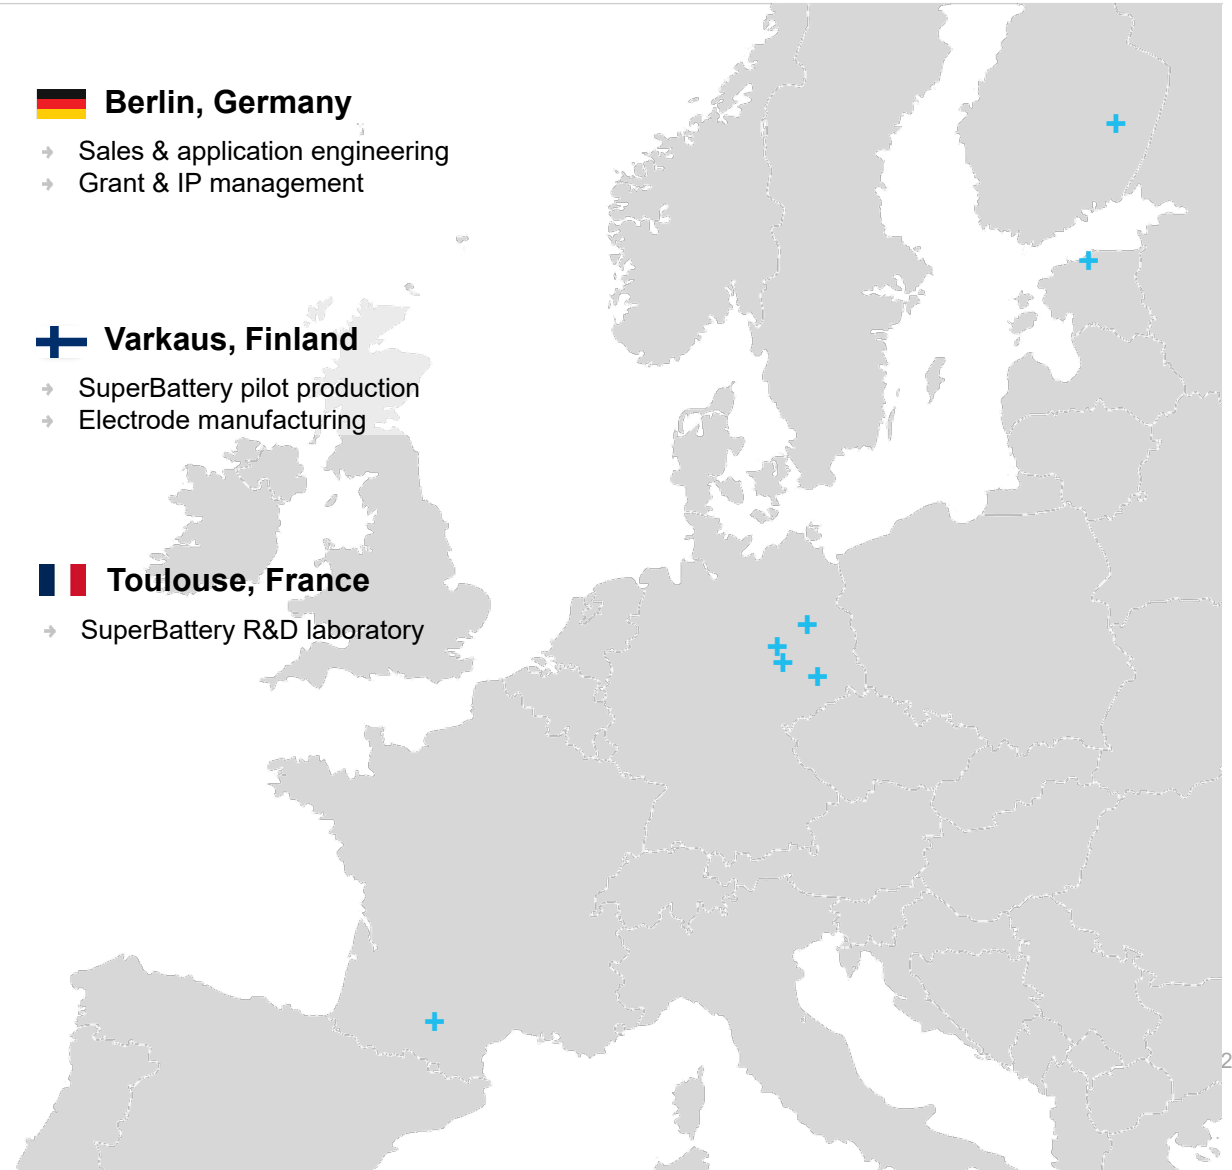 Berlin, Germany
Sales & application engineering
Grant & IP management
Varkaus, Finland
SuperBattery pilot production
Electrode manufacturing
Toulouse, France
SuperBattery R&D laboratory
2